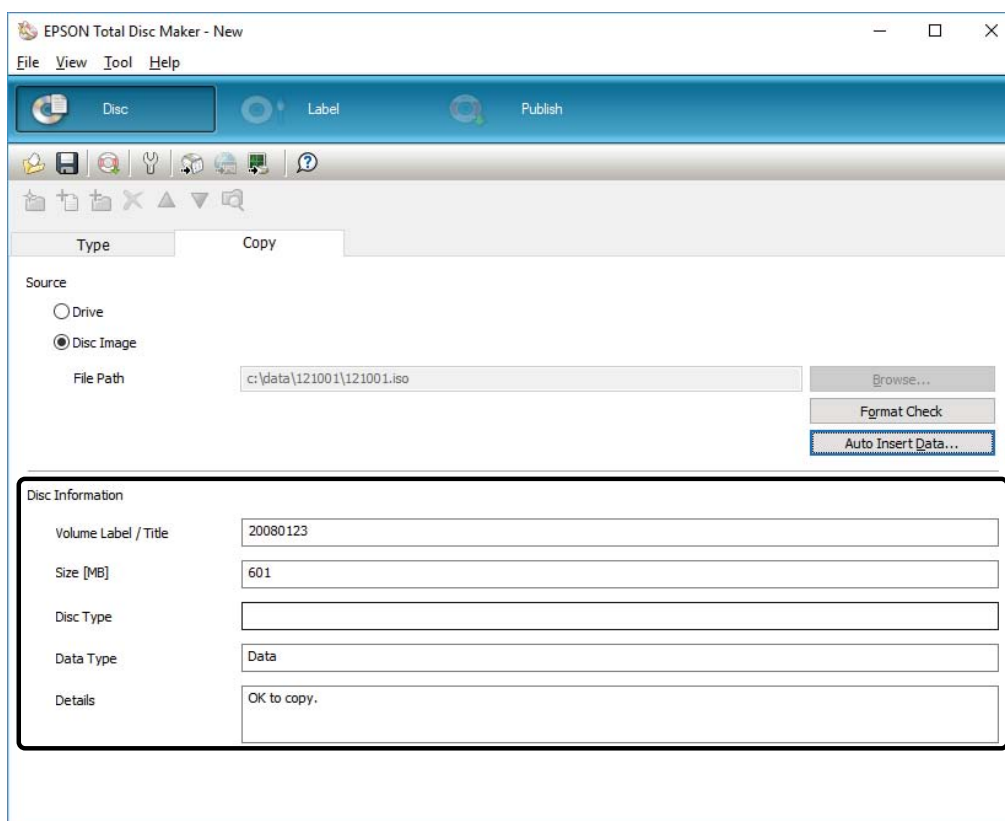 EPSON Total Disc Maker - New
File View Tool Help
Disc Label Publish
Type Copy
Source
Drive
Disc Image
File Path c:\data\121001\121001.iso Browse...
Format Check
Auto Insert Data...
Disc Information
Volume Label / Title 20080123
Size [MB] 601
Disc Type
Data Type Data
Details OK to copy.